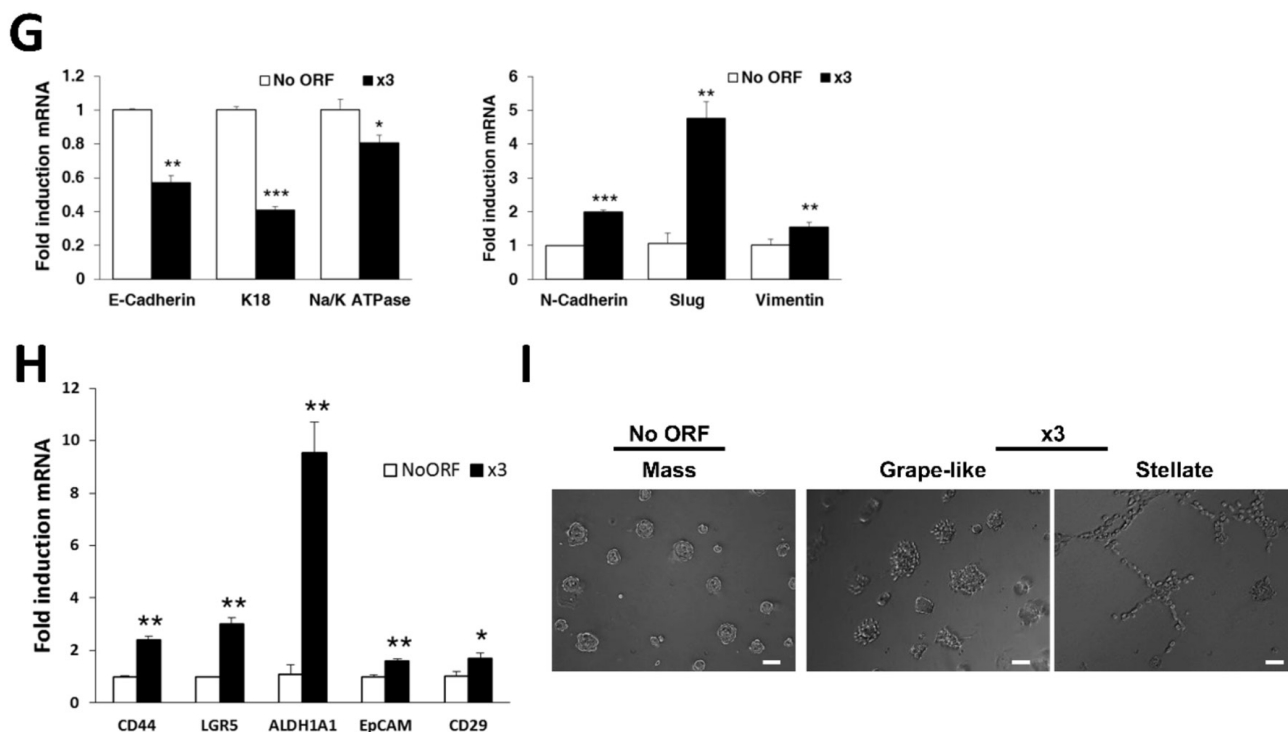 G
No ORF x3
Fold induction mRNA
1.2
1
0.8
0.6
0.4
0.2
0
**
***
*
E-Cadherin K18 Na/K ATPase
No ORF x3
Fold induction mRNA
6
5
4
3
2
1
0
***
**
**
N-Cadherin Slug Vimentin
H
NoORF x3
Fold induction mRNA
12
10
8
6
4
2
0
**
**
**
**
*
CD44 LGR5 ALDH1A1 EpCAM CD29
I
No ORF x3
Mass Grape-like Stellate